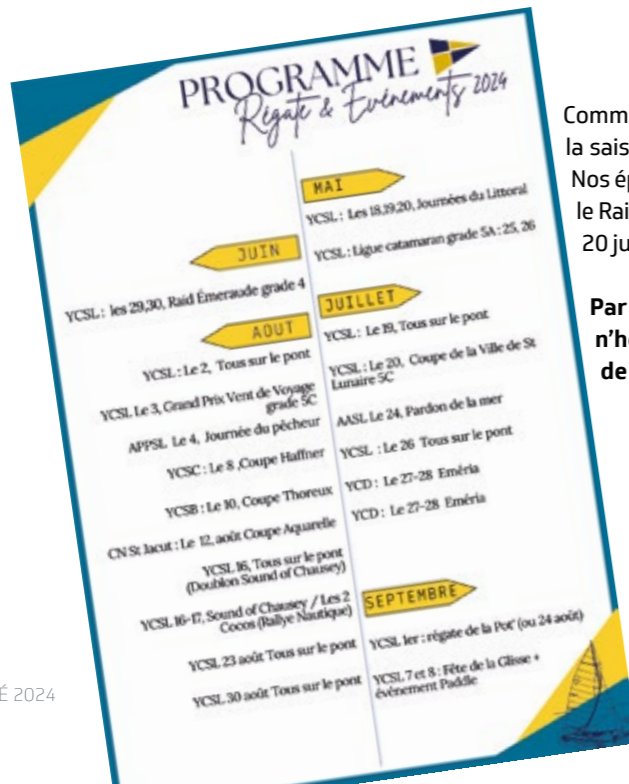 PROGRAMME
Régate & Evénements 2024
MAI
YCSL : Les 18,19,20, Journées du Littoral
YCSL : Ligue catamaran grade 5A : 25, 26
JUIN
YCSL : les 29,30, Raid Émeraude grade 4
JUILLET
YCSL : Le 19, Tous sur le pont
YCSL : Le 20, Coupe de la Ville de St
Lunaire 5C
AASL Le 24, Pardon de la mer
YCSL : Le 26 Tous sur le pont
YCD : Le 27-28 Eméria
YCD : Le 27-28 Eméria
AOUT
YCSL : Le 2, Tous sur le pont
YCSL Le 3, Grand Prix Vent de Voyage
grade 5C
APPSL Le 4, Journée du pêcheur
YCSC : Le 8 ,Coupe Haffner
YCSB : Le 10, Coupe Thoreux
CN St Jacut : Le 12, août Coupe Aquarelle
YCSL 16, Tous sur le pont
(Doublon Sound of Chausey)
YCSL 16-17, Sound of Chausey / Les 2
Cocos (Rallye Nautique)
YCSL 23 août Tous sur le pont
YCSL 30 août Tous sur le pont
SEPTEMBRE
YCSL 1er : régate de la Pot' (ou 24 août)
YCSL 7 et 8 : Fête de la Glisse +
évènement Paddle
Comm
la sais
Nos ép
le Rai
20 ju
Par
n'h
de
É 2024